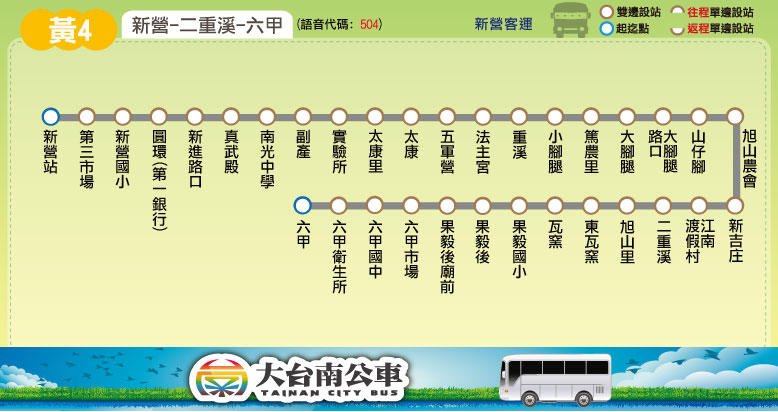 黃4
新營-二重溪-六甲
(語音代碼: 504)
新營客運
雙邊設站
往程單邊設站
起迄點
返程單邊設站
新營站
第三市場
新營國小
圓環(第一銀行)
新進路口
真武殿
南光中學
副產
實驗所
太康里
太康
五軍營
法主宮
重溪
小腳腿
篤農里
大腳腿
大腳腿
路口
山仔腳
旭山農會
六甲
六甲衛生所
六甲國中
六甲市場
果毅後廟前
果毅後
果毅國小
瓦窯
東瓦窯
旭山里
二重溪
江南
渡假村
新吉庄
大台南公車
TAINAN CITY BUS